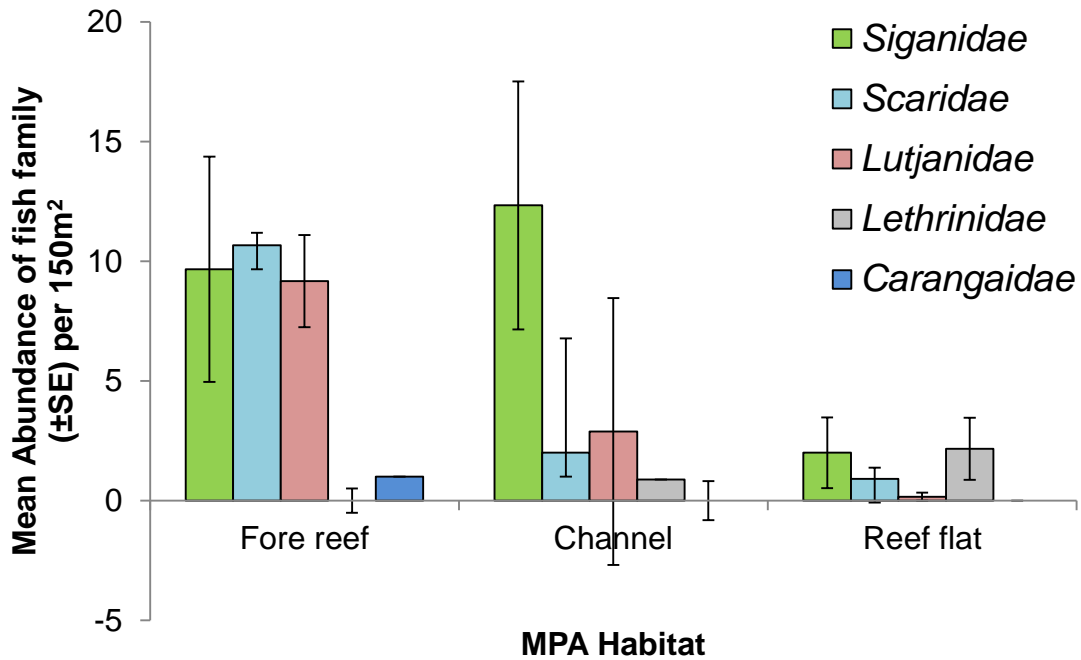 Mean Abundance of fish family
(±SE) per 150m²
20
15
10
5
0
-5
Siganidae
Scaridae
Lutjanidae
Lethrinidae
Carangaidae
Fore reef
Channel
Reef flat
MPA Habitat